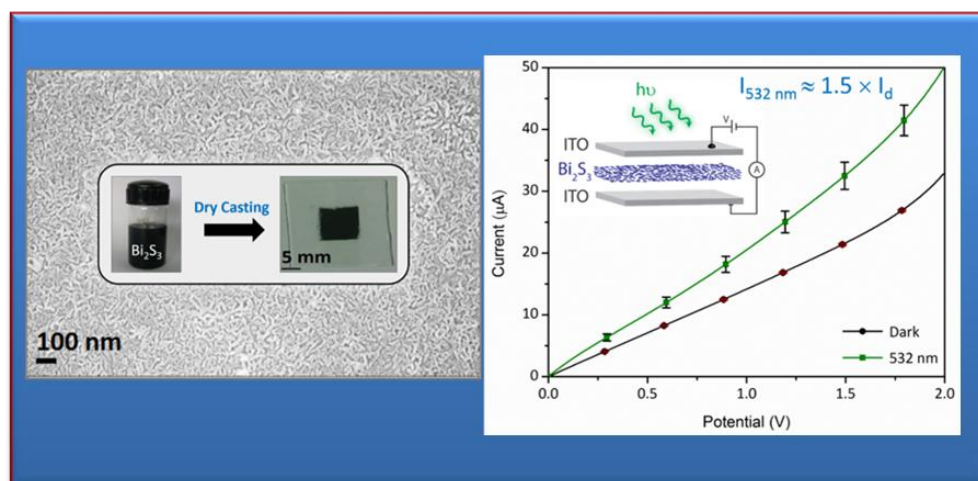 Bi₂S₃
Dry Casting
5 mm
100 nm
50
40
30
20
10
0
Current (μA)
0.0
0.5
1.0
1.5
2.0
Potential (V)
I₅₃₂ ₙₘ ≈ 1.5 × I_d
hυ
V
A
ITO
Bi₂S₃
ITO
Dark
532 nm